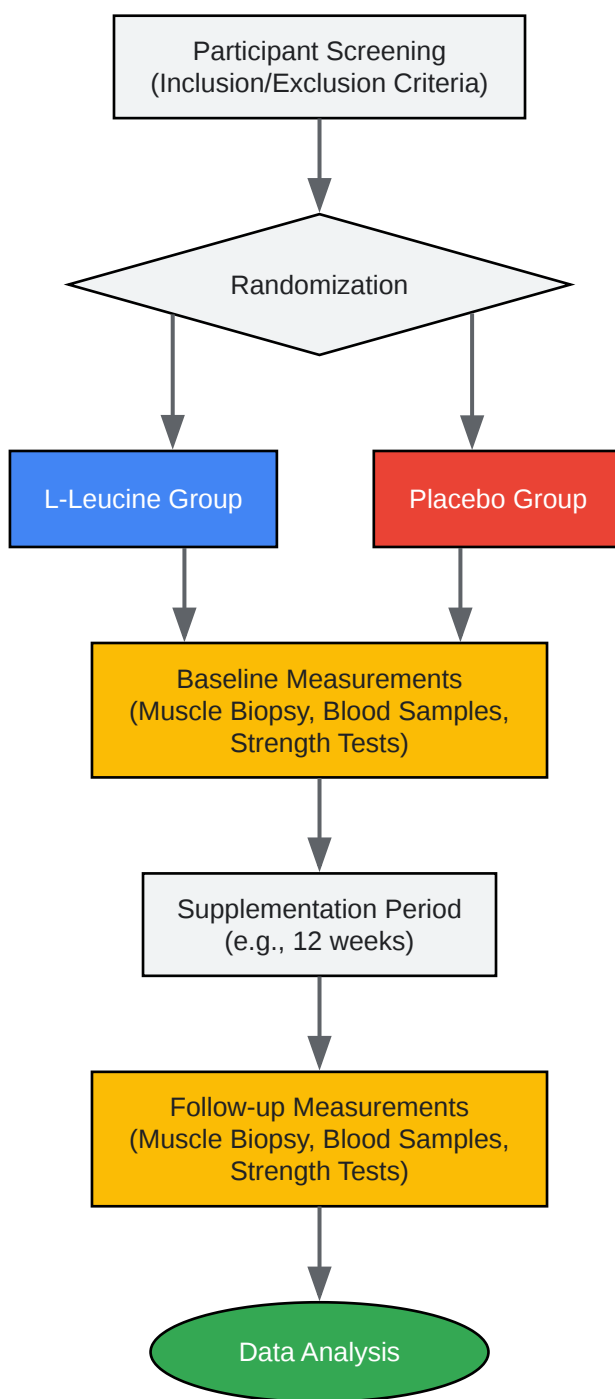 Participant Screening
(Inclusion/Exclusion Criteria)
Randomization
L-Leucine Group
Placebo Group
Baseline Measurements
(Muscle Biopsy, Blood Samples,
Strength Tests)
Supplementation Period
(e.g., 12 weeks)
Follow-up Measurements
(Muscle Biopsy, Blood Samples,
Strength Tests)
Data Analysis